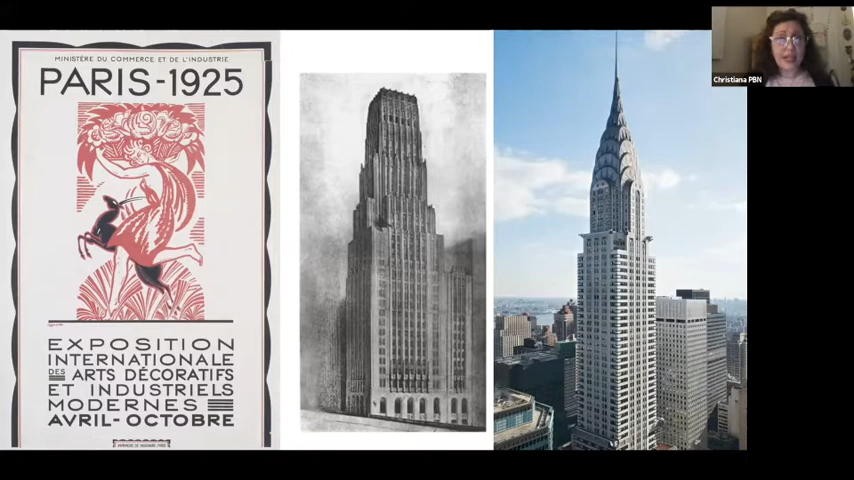 MINISTÈRE DU COMMERCE ET DE L'INDUSTRIE
PARIS-1925
EXPOSITION
INTERNATIONALE
DES ARTS DÉCORATIFS
ET INDUSTRIELS
MODERNES
AVRIL-OCTOBRE
Christiana PBN